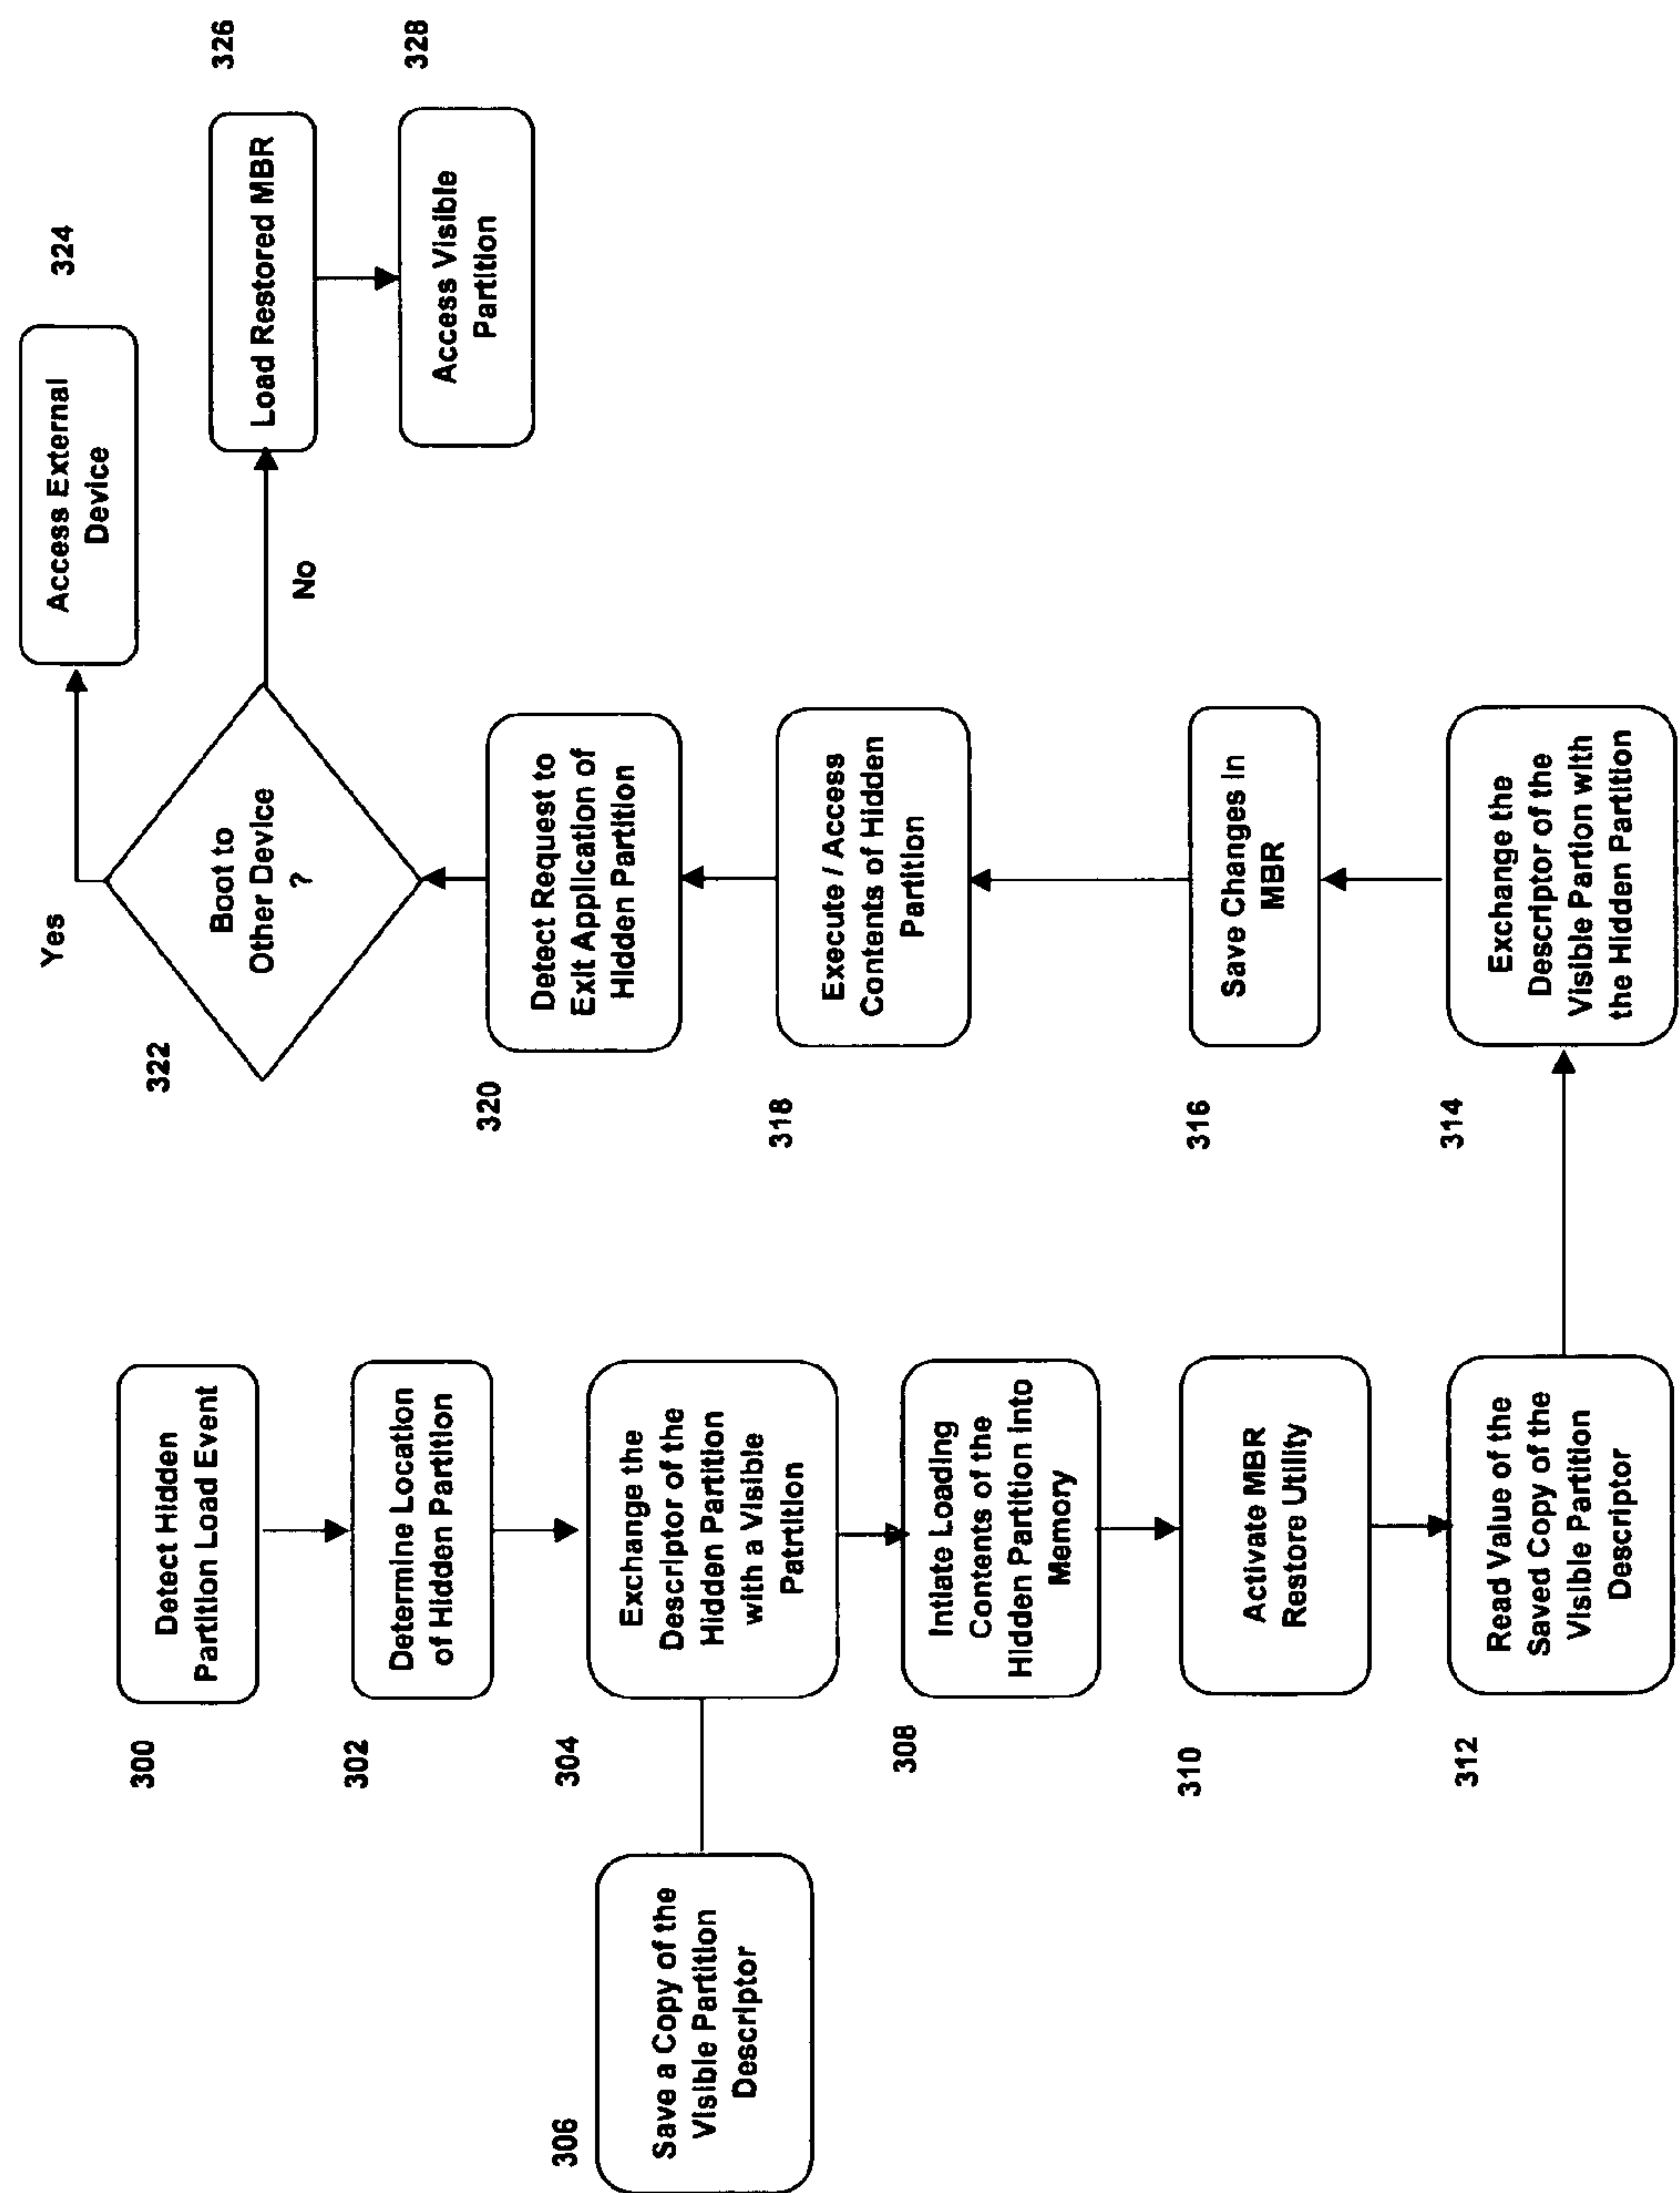 300
Detect Hidden
Partition Load Event
302
Determine Location
of Hidden Partition
304
Exchange the
Descriptor of the
Hidden Partition
with a Visible
Patrtition
306
Save a Copy of the
Visible Partition
Descriptor
308
Intiate Loading
Contents of the
Hidden Partition into
Memory
310
Activate MBR
Restore Utility
312
Read Value of the
Saved Copy of the
Visible Partition
Descriptor
314
Exchange the
Descriptor of the
Visible Partion with
the Hidden Partition
316
Save Changes in
MBR
318
Execute / Access
Contents of Hidden
Partition
320
Detect Request to
Exit Application of
Hidden Partition
322
Boot to
Other Device
?
Yes
324
Access External
Device
No
326
Load Restored MBR
328
Access Visible
Partition